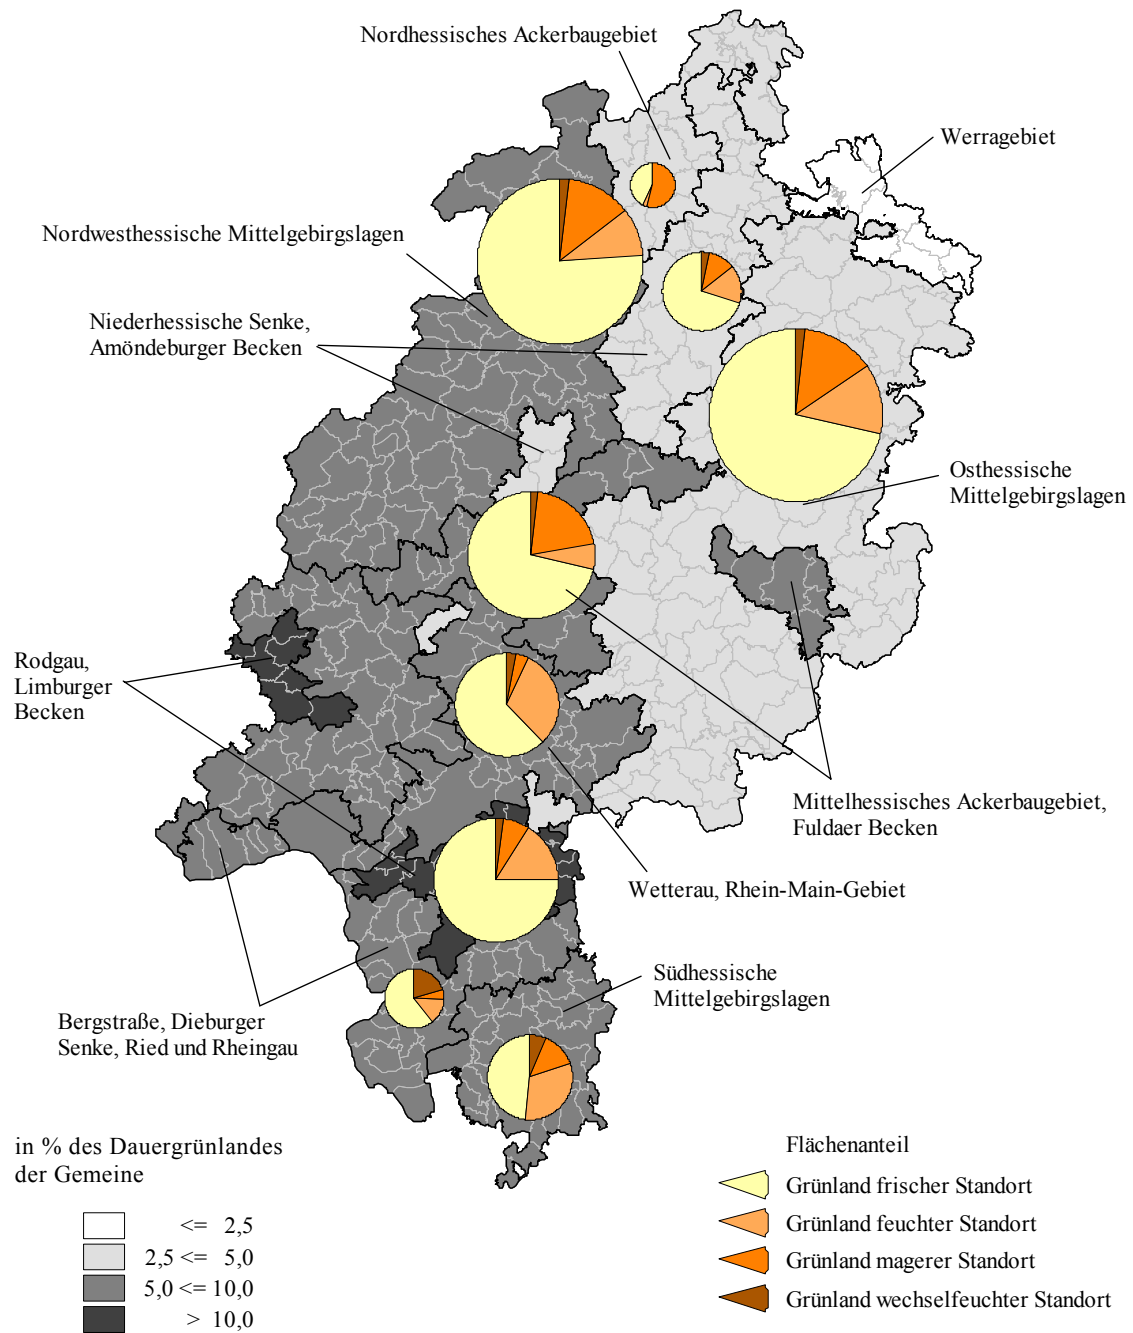 Nordhessisches Ackerbaugebiet
Werragebiet
Nordwesthessische Mittelgebirgslagen
Niederhessische Senke,
Amöndeburger Becken
Osthessische
Mittelgebirgslagen
Rodgau,
Limburger
Becken
Mittelhessisches Ackerbaugebiet,
Fuldaer Becken
Wetterau, Rhein-Main-Gebiet
Südhessische
Mittelgebirgslagen
Bergstraße, Dieburger
Senke, Ried und Rheingau
in % des Dauergrünlandes
der Gemeine
<= 2,5
2,5 <= 5,0
5,0 <= 10,0
> 10,0
Flächenanteil
Grünland frischer Standort
Grünland feuchter Standort
Grünland magerer Standort
Grünland wechselfeuchter Standort